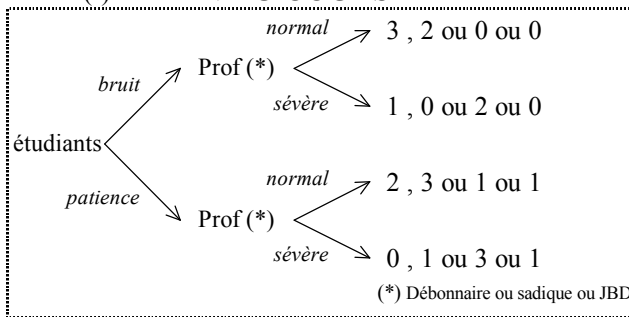 normal 3 , 2 ou 0 ou 0
Prof (*)
bruit
sévère 1 , 0 ou 2 ou 0
étudiants
normal 2 , 3 ou 1 ou 1
patience
Prof (*)
sévère 0 , 1 ou 3 ou 1
(*) Débonnaire ou sadique ou JBD